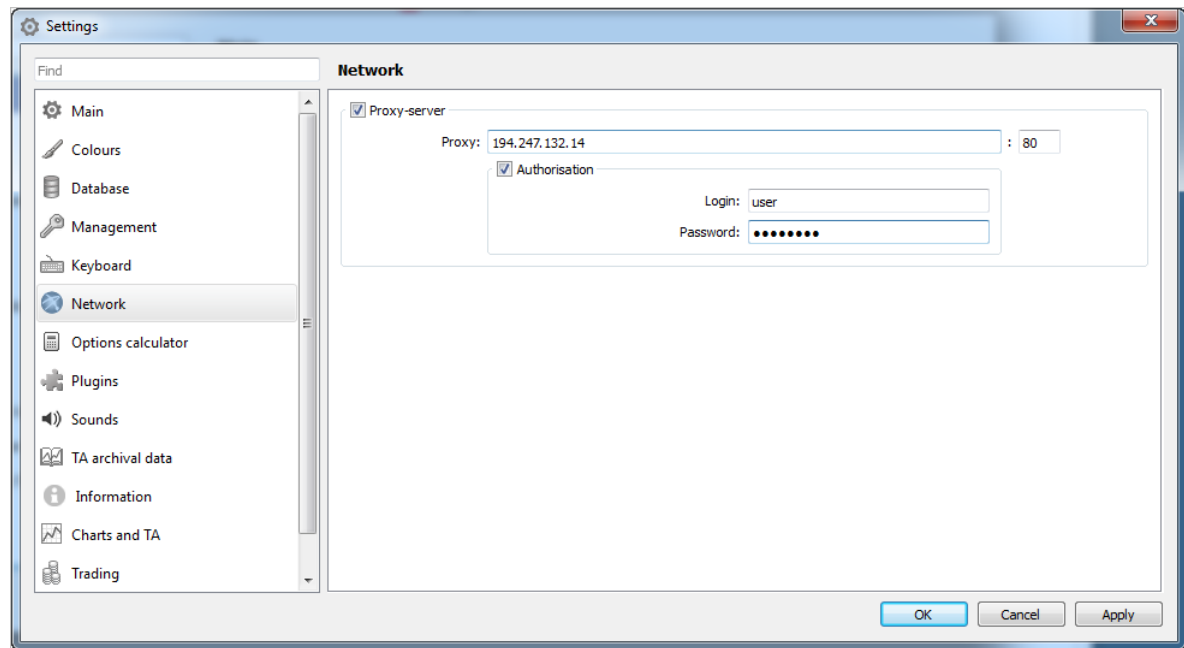 Settings
Find
Network
Main
Colours
Database
Management
Keyboard
Network
Options calculator
Plugins
Sounds
TA archival data
Information
Charts and TA
Trading
Proxy-server
Proxy: 194.247.132.14 : 80
Authorisation
Login: user
Password: ••••••••
OK Cancel Apply